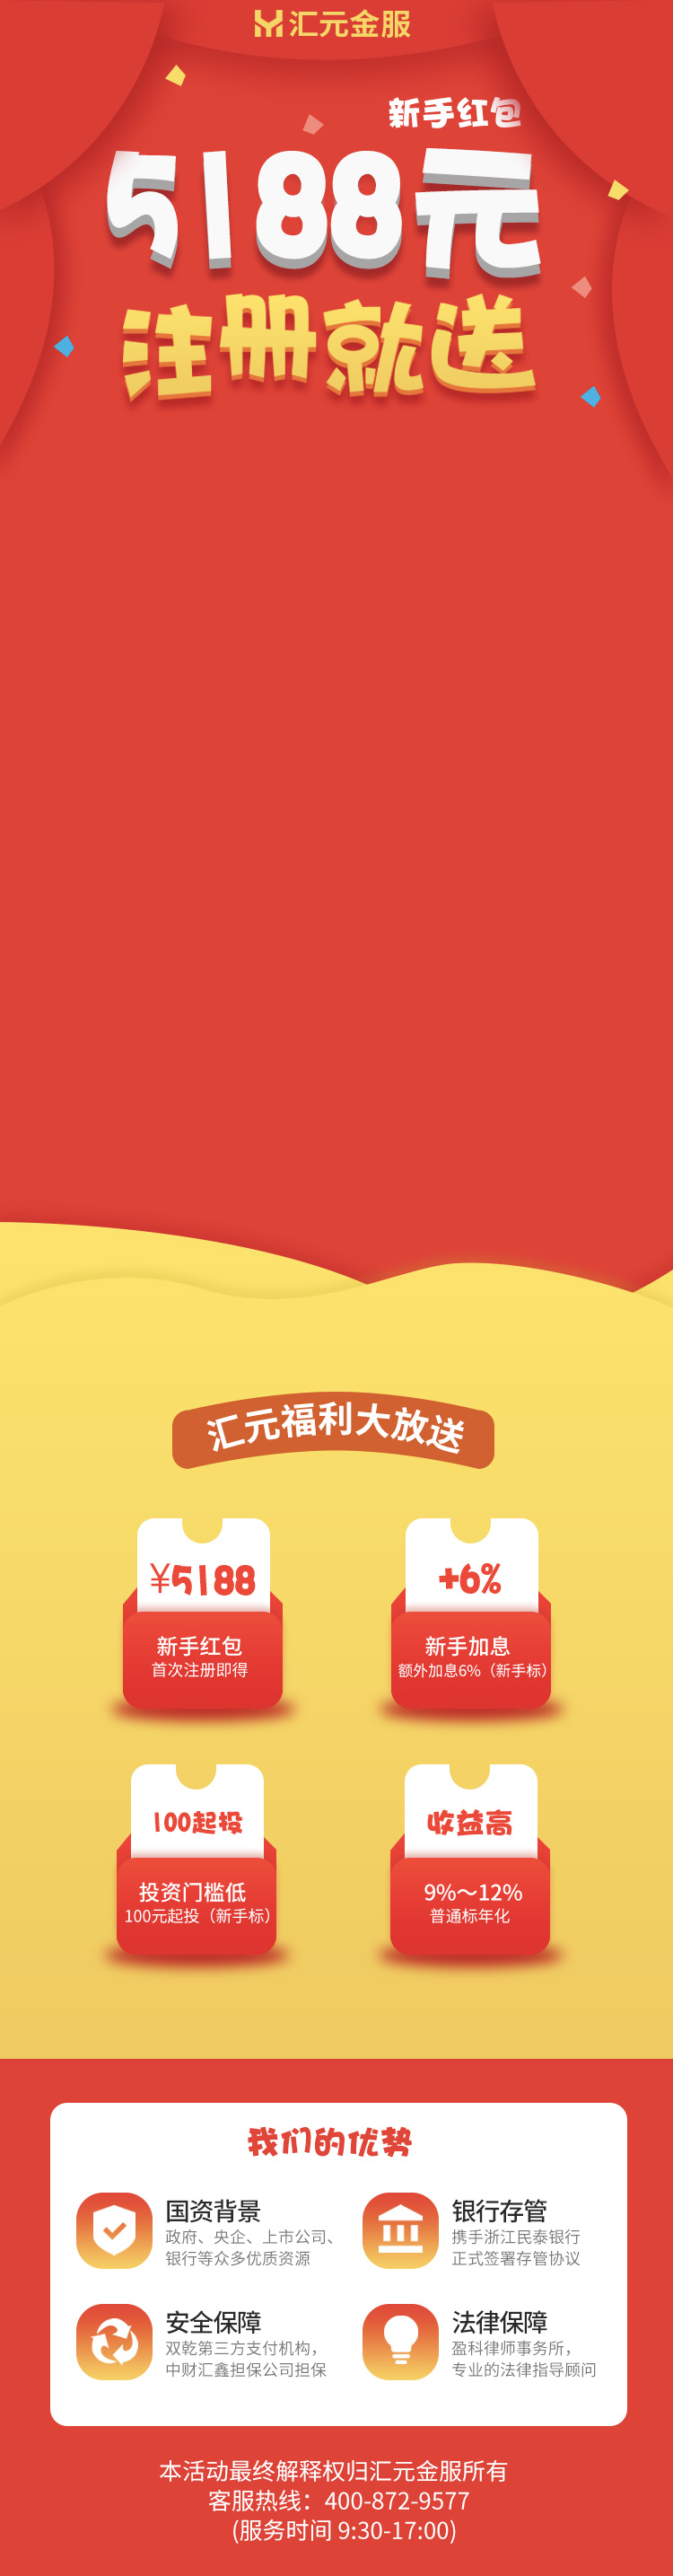 汇元金服
新手红包
5188元
注册就送
汇元福利大放送
¥5188
新手红包
首次注册即得
+6%
新手加息
额外加息6%（新手标）
100起投
投资门槛低
100元起投（新手标）
收益高
9%～12%
普通标年化
我们的优势
国资背景
政府、央企、上市公司、
银行等众多优质资源
银行存管
携手浙江民泰银行
正式签署存管协议
安全保障
双乾第三方支付机构，
中财汇鑫担保公司担保
法律保障
盈科律师事务所，
专业的法律指导顾问
本活动最终解释权归汇元金服所有
客服热线：400-872-9577
(服务时间 9:30-17:00)